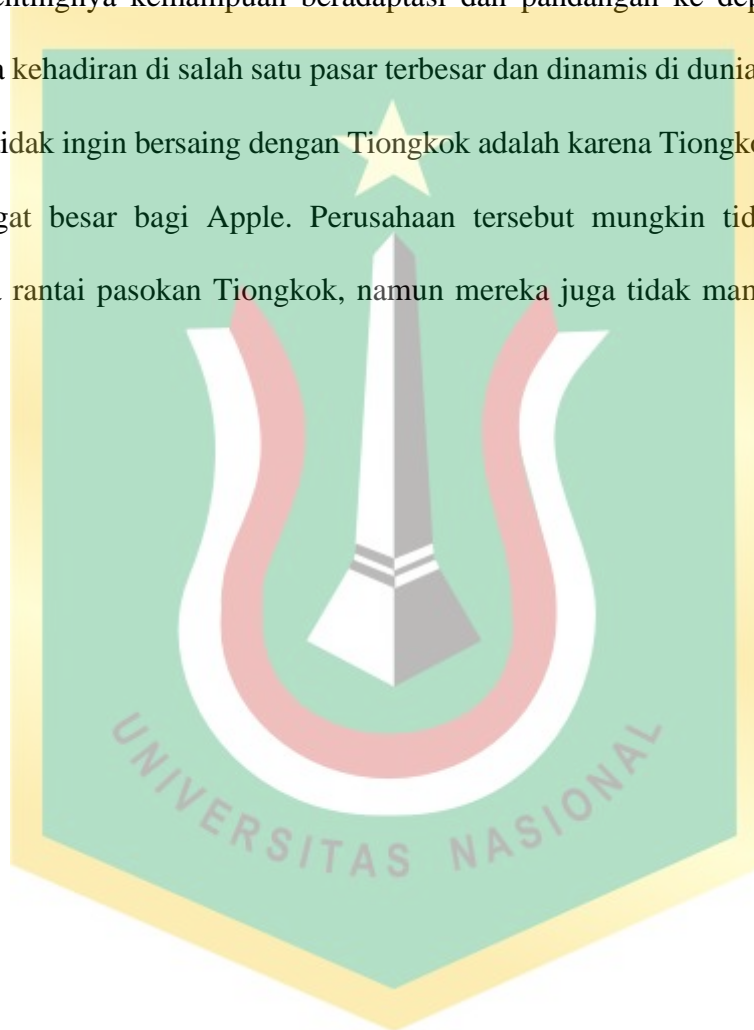 kemampuan beradaptasi dan pandangan ke
kehadiran di salah satu pasar terbesar dan dinamis di dunia
tidak ingin bersaing dengan Tiongkok adalah karena
besar bagi Apple. Perusahaan tersebut mungkin
rantai pasokan Tiongkok, namun mereka juga tidak
UNIVERSITAS NASIONAL